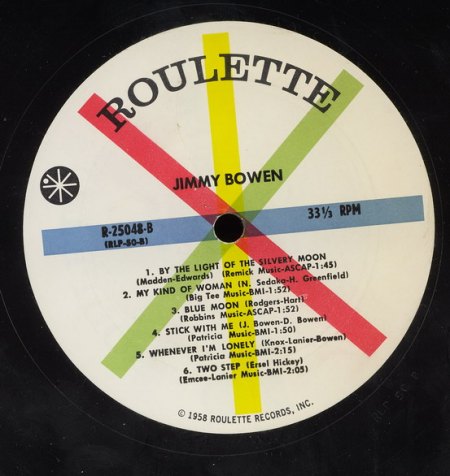 ROULETTE
JIMMY BOWEN
R-25048-B
(RLP-50-B)
33 1/3 RPM
1. BY THE LIGHT OF THE SILVERY MOON
(Madden-Edwards) (Remick Music-ASCAP-1:45)
2. MY KIND OF WOMAN (N. Sedaka-H. Greenfield)
(Big Tee Music-BMI-1:52)
3. BLUE MOON (Rodgers-Hart)
(Robbins Music-ASCAP-1:52)
4. STICK WITH ME (J. Bowen-D. Bowen)
(Patricia Music-BMI-1:50)
5. WHENEVER I'M LONELY (Knox-Lanier-Bowen)
(Patricia Music-BMI-2:15)
6. TWO STEP (Ersel Hickey)
(Emcee-Lanier Music-BMI-2:05)
© 1958 ROULETTE RECORDS, INC.